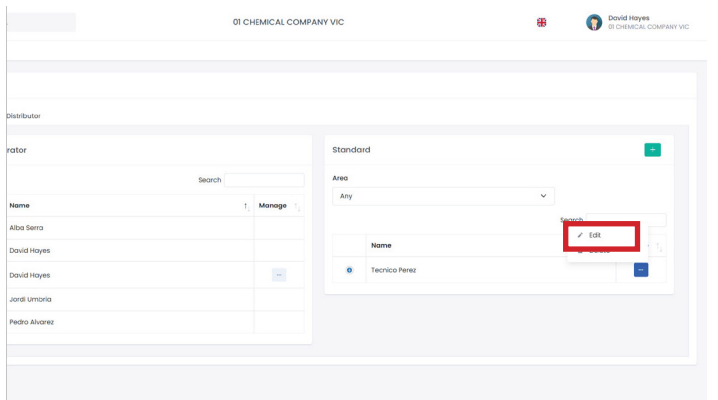 01 CHEMICAL COMPANY VIC
David Hayes
01 CHEMICAL COMPANY VIC
Distributor
rator
Search
Name
Manage
Alba Serra
David Hayes
David Hayes
Jordi Umoria
Pedro Alvarez
Standard
Area
Any
Search
Edit
Name
Tecnico Perez